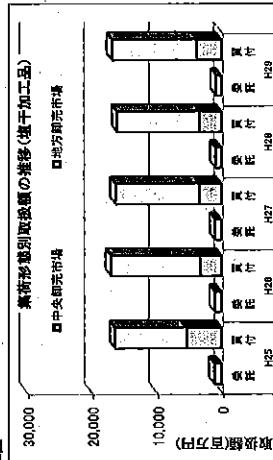 集荷形態別取扱額の推移(塩干加工品)
中央卸売市場 地方卸売市場
取扱額(百万円)
30,000
20,000
10,000
0
委託 買付 委託 買付 委託 買付 委託 買付 委託 買付
H25 H26 H27 H28 H29